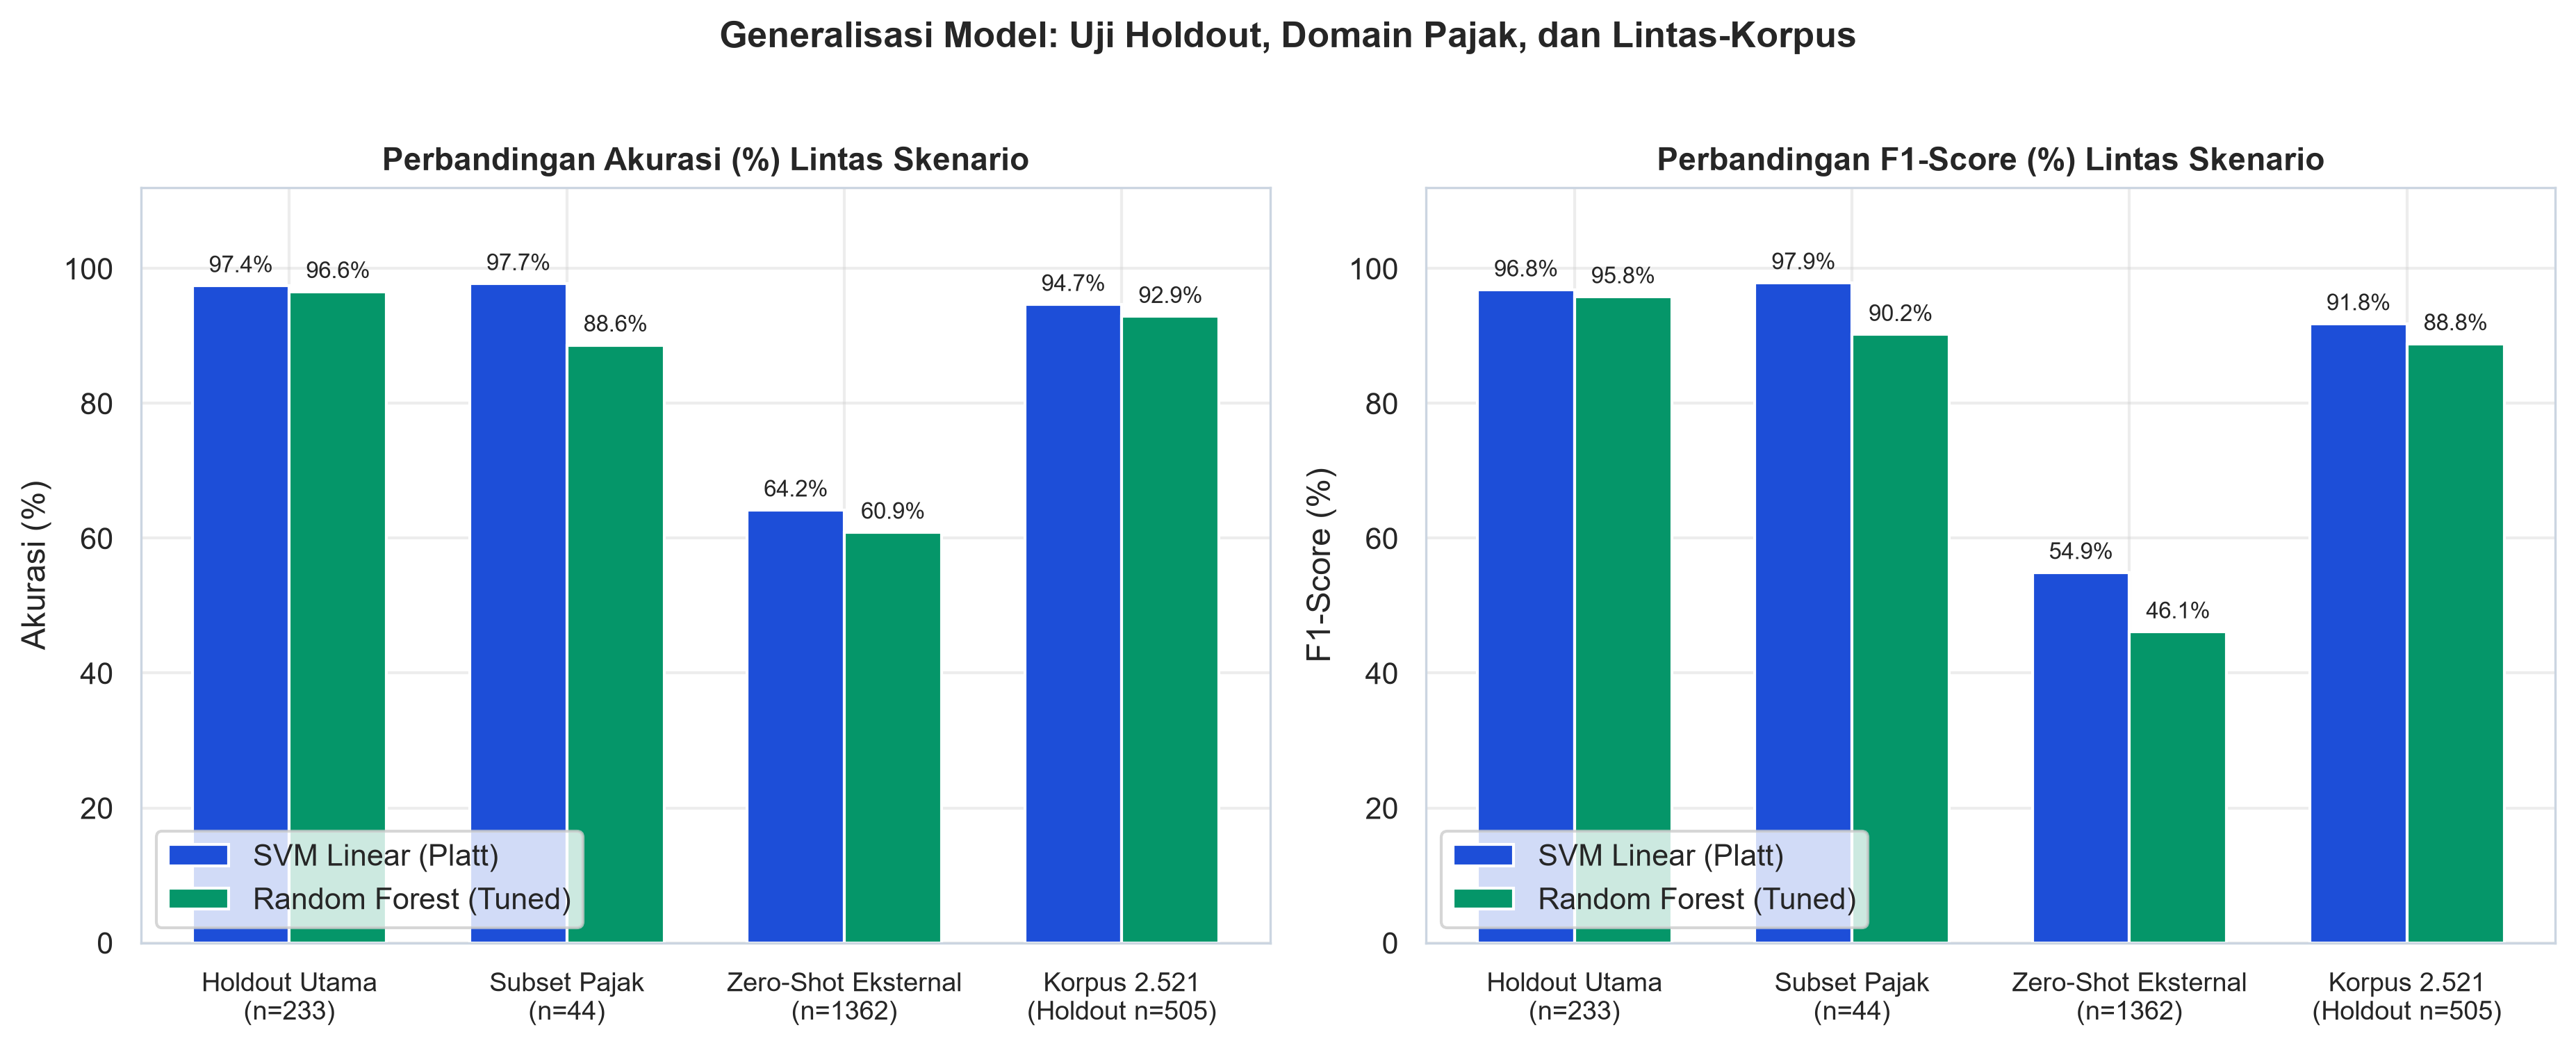 Generalisasi Model: Uji Holdout, Domain Pajak, dan Lintas-Korpus
Perbandingan Akurasi (%) Lintas Skenario
Akurasi (%)
100
80
60
40
20
0
97.4%
96.6%
97.7%
88.6%
64.2%
60.9%
94.7%
92.9%
SVM Linear (Platt)
Random Forest (Tuned)
Holdout Utama
(n=233)
Subset Pajak
(n=44)
Zero-Shot Eksternal
(n=1362)
Korpus 2.521
(Holdout n=505)
Perbandingan F1-Score (%) Lintas Skenario
F1-Score (%)
100
80
60
40
20
0
96.8%
95.8%
97.9%
90.2%
54.9%
46.1%
91.8%
88.8%
SVM Linear (Platt)
Random Forest (Tuned)
Holdout Utama
(n=233)
Subset Pajak
(n=44)
Zero-Shot Eksternal
(n=1362)
Korpus 2.521
(Holdout n=505)